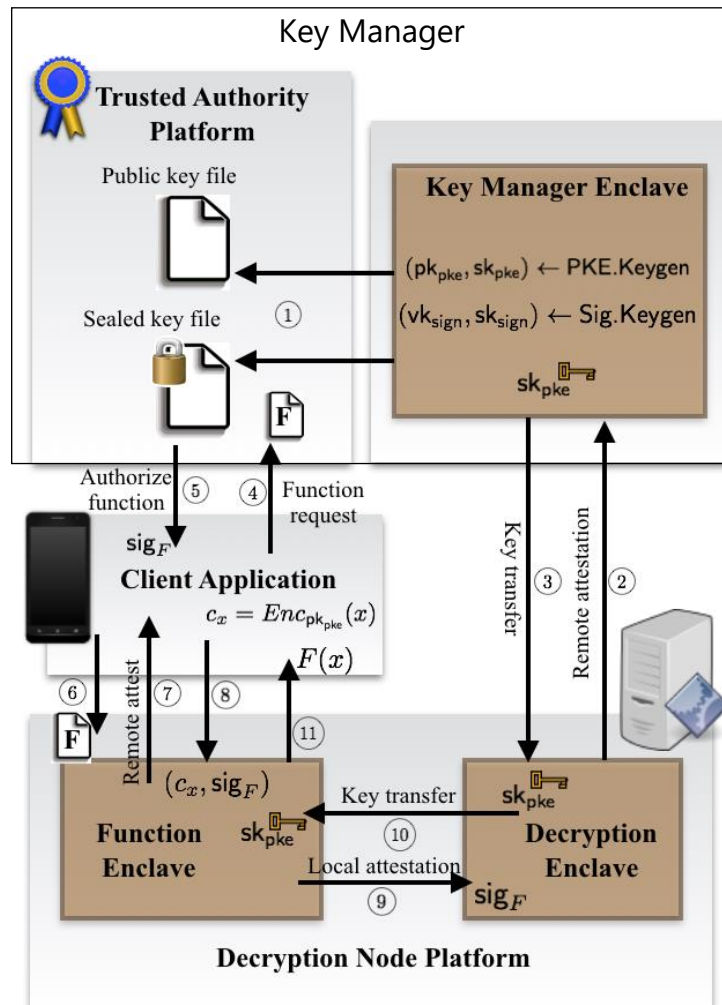 Key Manager
Trusted Authority
Platform
Public key file
Key Manager Enclave
(pk_pke, sk_pke) ← PKE.Keygen
(vk_sign, sk_sign) ← Sig.Keygen
①
Sealed key file
sk_pke
F
Authorize
function
⑤
④
Function
request
sig_F
Client Application
c_x = Enc_pk_pke(x)
F(x)
Key transfer
③
②
Remote attestation
⑥
Remote attest
⑦
⑧
⑪
F
(c_x, sig_F)
sk_pke
Function
Enclave
Key transfer
⑩
Local attestation
⑨
sk_pke
Decryption
Enclave
sig_F
Decryption Node Platform